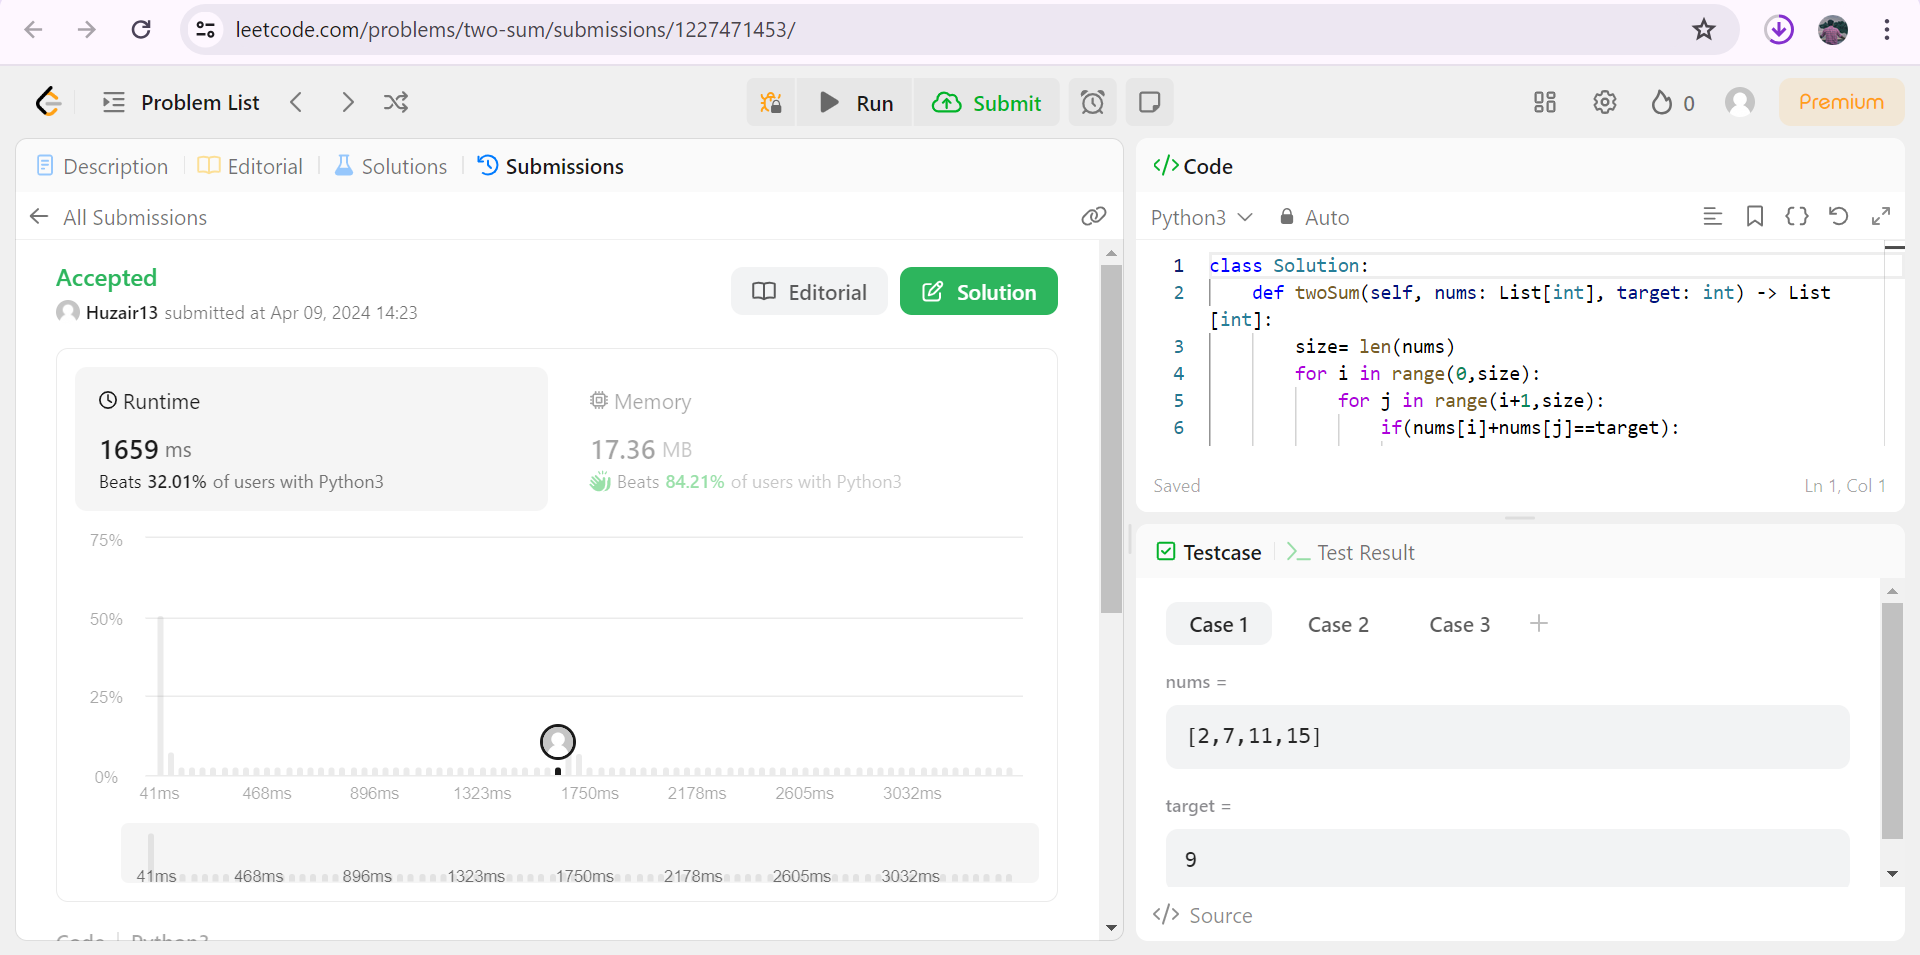 leetcode.com/problems/two-sum/submissions/1227471453/
Problem List
Run
Submit
0
Premium
Description
Editorial
Solutions
Submissions
All Submissions
Accepted
Huzair13 submitted at Apr 09, 2024 14:23
Editorial
Solution
Runtime
1659 ms
Beats 32.01% of users with Python3
Memory
17.36 MB
Beats 84.21% of users with Python3
75%
50%
25%
0%
41ms 468ms 896ms 1323ms 1750ms 2178ms 2605ms 3032ms
41ms 468ms 896ms 1323ms 1750ms 2178ms 2605ms 3032ms
Code | Python3
</> Code
Python3
Auto
1 class Solution:
2 def twoSum(self, nums: List[int], target: int) -> List
[int]:
3 size= len(nums)
4 for i in range(0,size):
5 for j in range(i+1,size):
6 if(nums[i]+nums[j]==target):
Saved
Ln 1, Col 1
Testcase
Test Result
Case 1
Case 2
Case 3
nums =
[2,7,11,15]
target =
9
</> Source